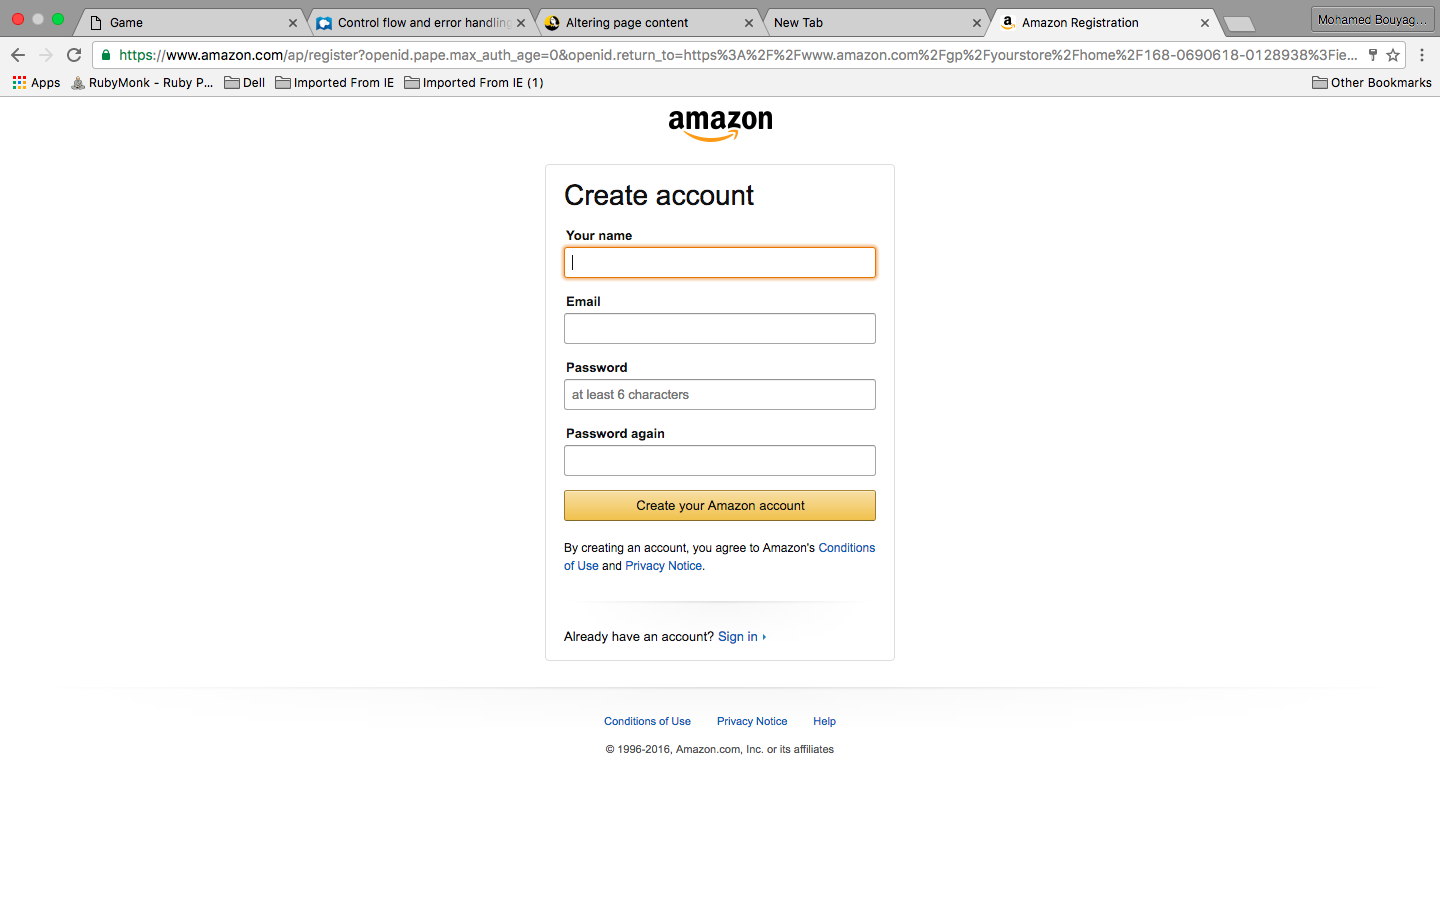 Game
Control flow and error handling
Altering page content
New Tab
Amazon Registration
Mohamed Bouyag...
https://www.amazon.com/ap/register?openid.pape.max_auth_age=0&openid.return_to=https%3A%2F%2Fwww.amazon.com%2Fgp%2Fyourstore%2Fhome%2F168-0690618-0128938%3Fie...
Apps
RubyMonk - Ruby P...
Dell
Imported From IE
Imported From IE (1)
Other Bookmarks
amazon
Create account
Your name
Email
Password
at least 6 characters
Password again
Create your Amazon account
By creating an account, you agree to Amazon's Conditions
of Use and Privacy Notice.
Already have an account? Sign in
Conditions of Use Privacy Notice Help
© 1996-2016, Amazon.com, Inc. or its affiliates